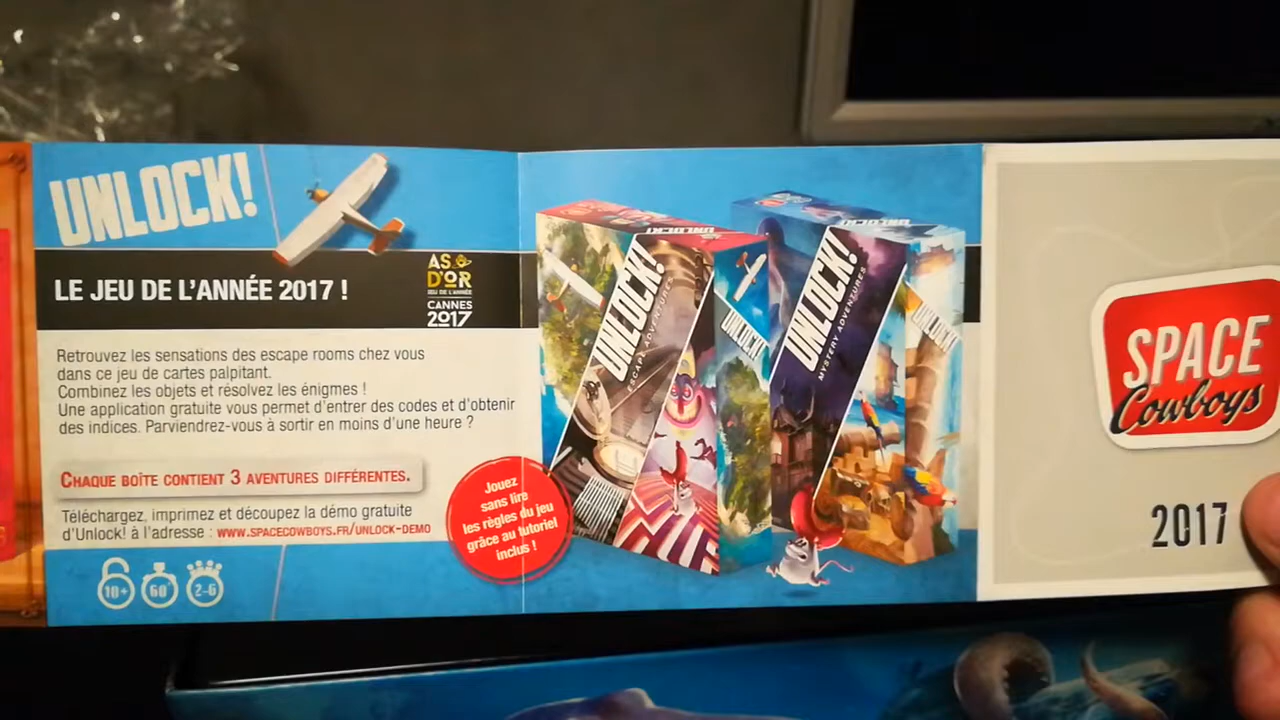 UNLOCK!
LE JEU DE L'ANNÉE 2017 !
AS
D'OR
JEU DE L'ANNÉE
CANNES
2017
Retrouvez les sensations des escape rooms chez vous
dans ce jeu de cartes palpitant.
Combinez les objets et résolvez les énigmes !
Une application gratuite vous permet d'entrer des codes et d'obtenir
des indices. Parviendrez-vous à sortir en moins d'une heure ?
CHAQUE BOÎTE CONTIENT 3 AVENTURES DIFFÉRENTES.
Téléchargez, imprimez et découpez la démo gratuite
d'Unlock! à l'adresse : WWW.SPACECOWBOYS.FR/UNLOCK-DEMO
10+
60'
2-6
Jouez
sans lire
les règles du jeu
grâce au tutoriel
inclus !
UNLOCK!
UNLOCK!
ESCAPE ADVENTURES
UNLOCK!
UNLOCK!
UNLOCK!
MYSTERY ADVENTURES
UNLOCK!
SPACE
Cowboys
2017